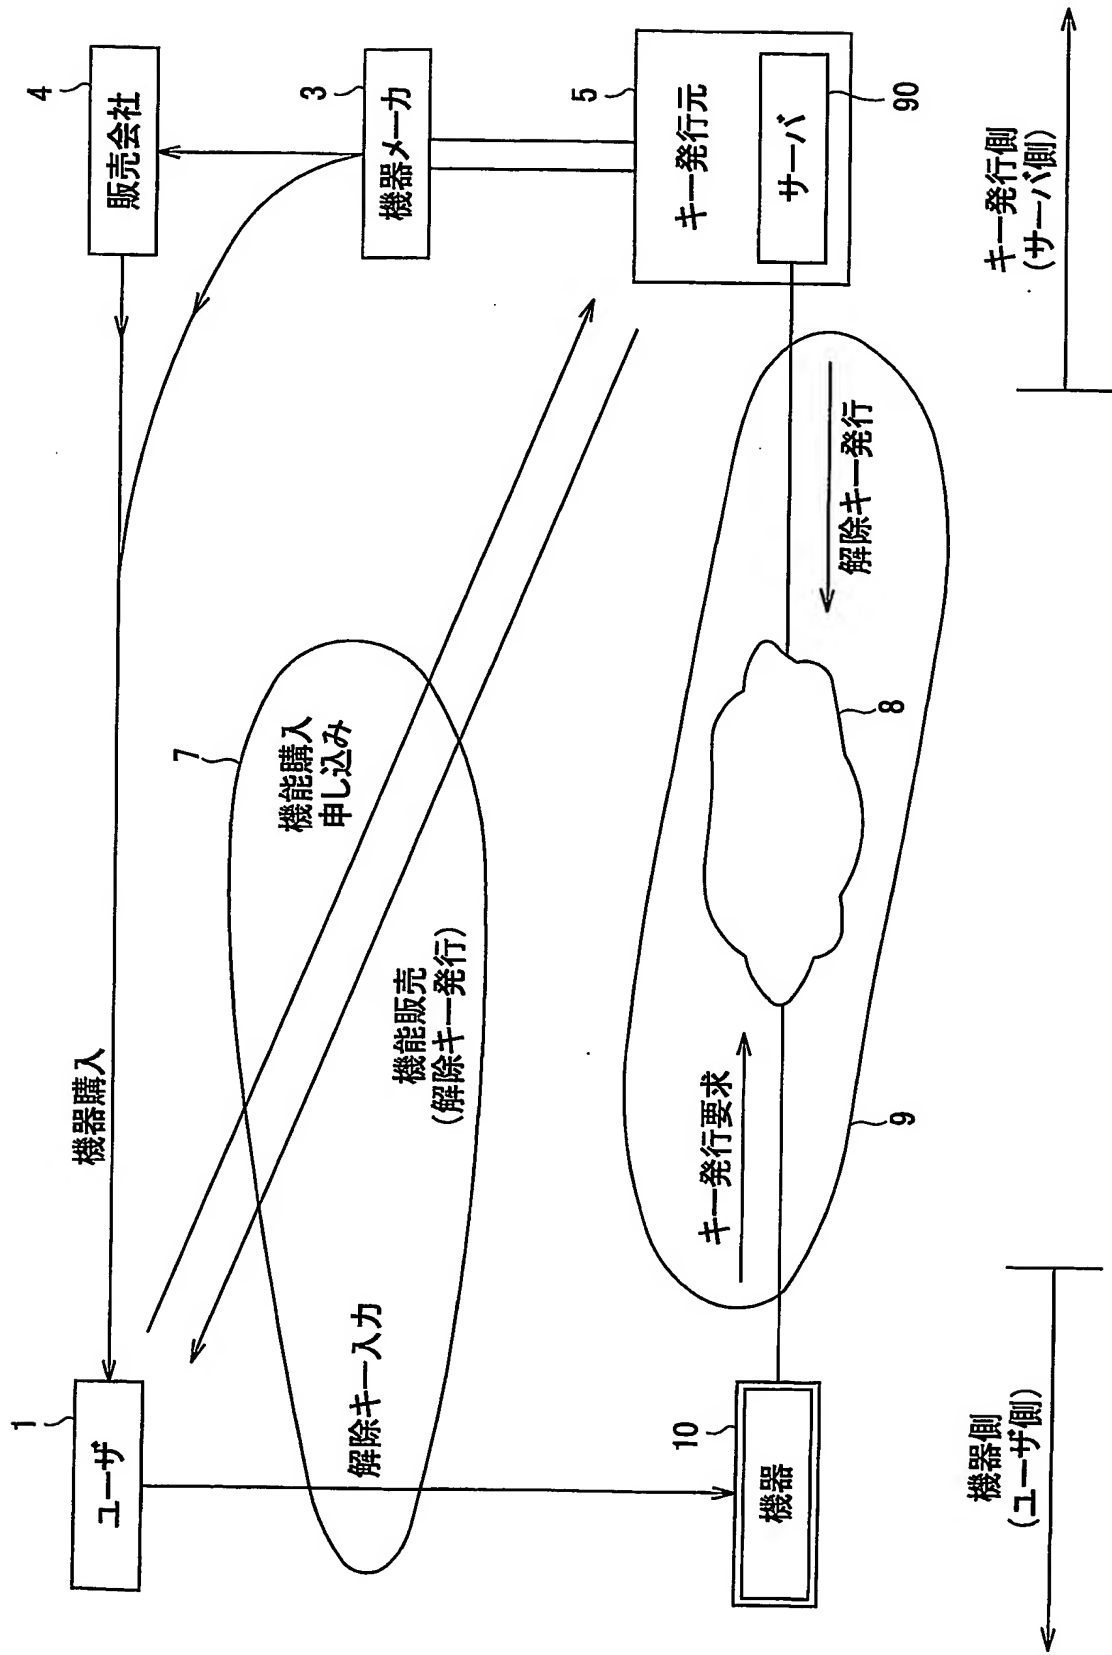 1
ユーザ
機器購入
4
販売会社
3
機器メーカ
5
キー発行元
サーバ
90
7
機能購入
申し込み
機能販売
(解除キー発行)
解除キー入力
10
機器
キー発行要求
8
解除キー発行
9
機器側
(ユーザ側)
キー発行側
(サーバ側)